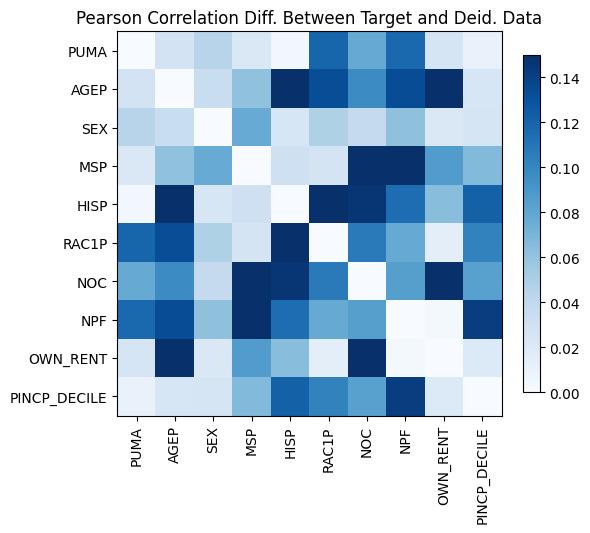 Pearson Correlation Diff. Between Target and Deid. Data
PUMA
AGEP
SEX
MSP
HISP
RAC1P
NOC
NPF
OWN_RENT
PINCP_DECILE
PUMA
AGEP
SEX
MSP
HISP
RAC1P
NOC
NPF
OWN_RENT
PINCP_DECILE
0.14
0.12
0.10
0.08
0.06
0.04
0.02
0.00